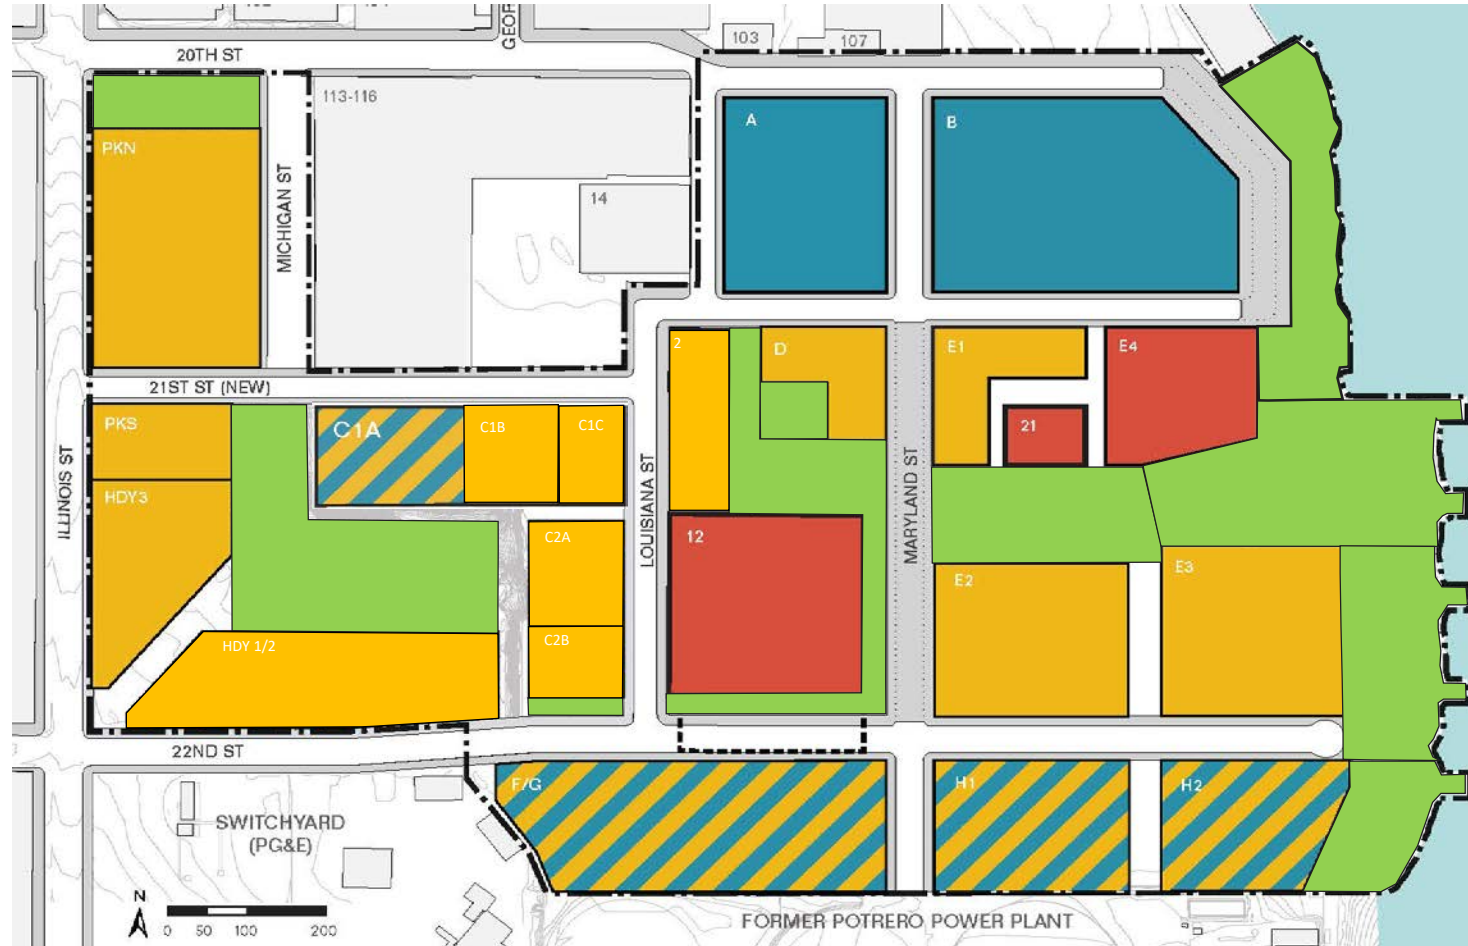 GEOR
103
107
20TH ST
113-116
A
B
PKN
MICHIGAN ST
14
2
D
E1
E4
21ST ST (NEW)
PKS
C1A
C1B
C1C
21
ILLINOIS ST
HDY3
LOUISIANA ST
12
MARYLAND ST
C2A
E2
E3
C2B
HDY 1/2
22ND ST
F/G
H1
H2
SWITCHYARD
(PG&E)
N
0 50 100 200
FORMER POTRERO POWER PLANT